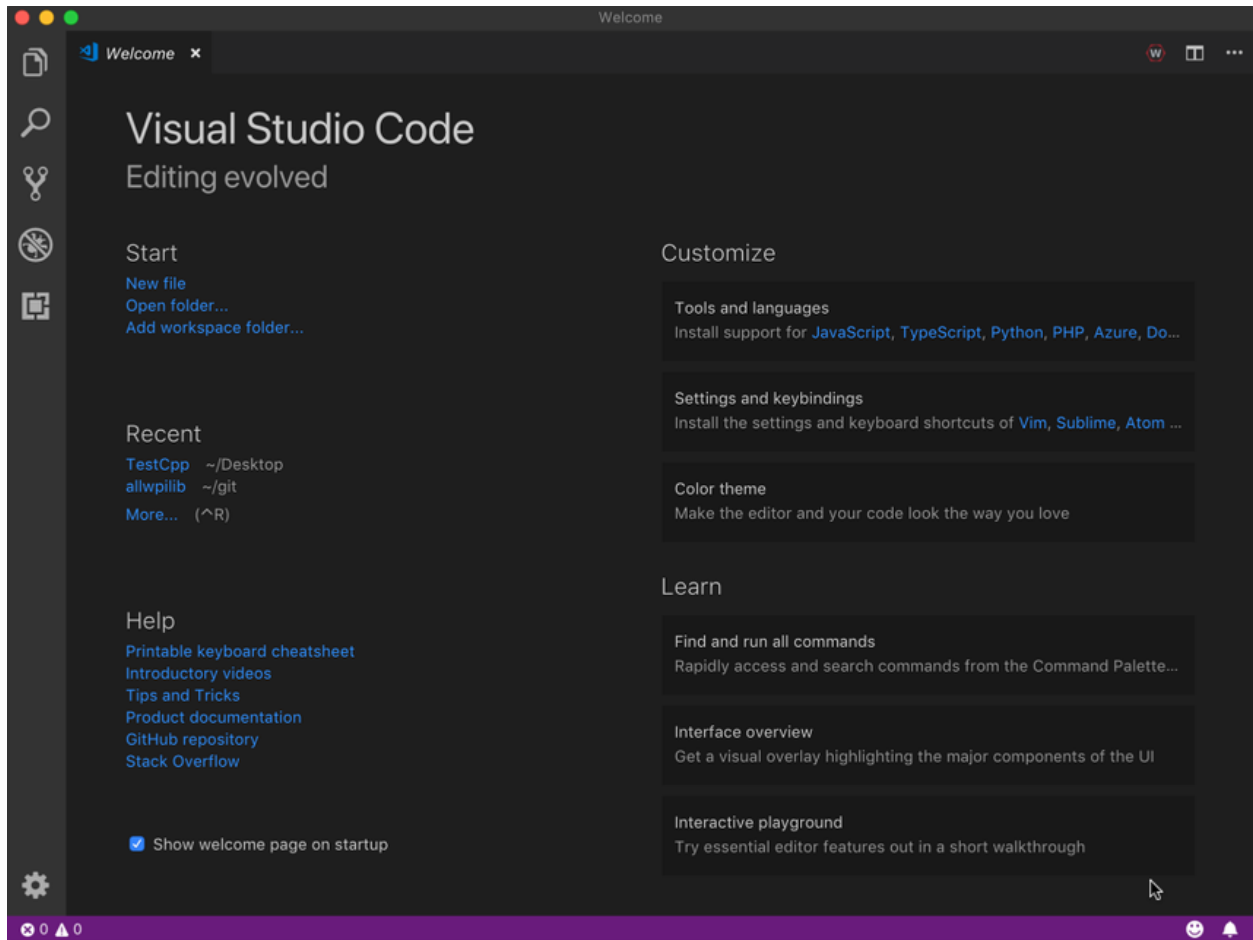 Welcome
Welcome ×
W
Visual Studio Code
Editing evolved
Start
New file
Open folder...
Add workspace folder...
Recent
TestCpp ~/Desktop
allwpilib ~/git
More... (^R)
Help
Printable keyboard cheatsheet
Introductory videos
Tips and Tricks
Product documentation
GitHub repository
Stack Overflow
Show welcome page on startup
Customize
Tools and languages
Install support for JavaScript, TypeScript, Python, PHP, Azure, Do...
Settings and keybindings
Install the settings and keyboard shortcuts of Vim, Sublime, Atom ...
Color theme
Make the editor and your code look the way you love
Learn
Find and run all commands
Rapidly access and search commands from the Command Palette...
Interface overview
Get a visual overlay highlighting the major components of the UI
Interactive playground
Try essential editor features out in a short walkthrough
0 0